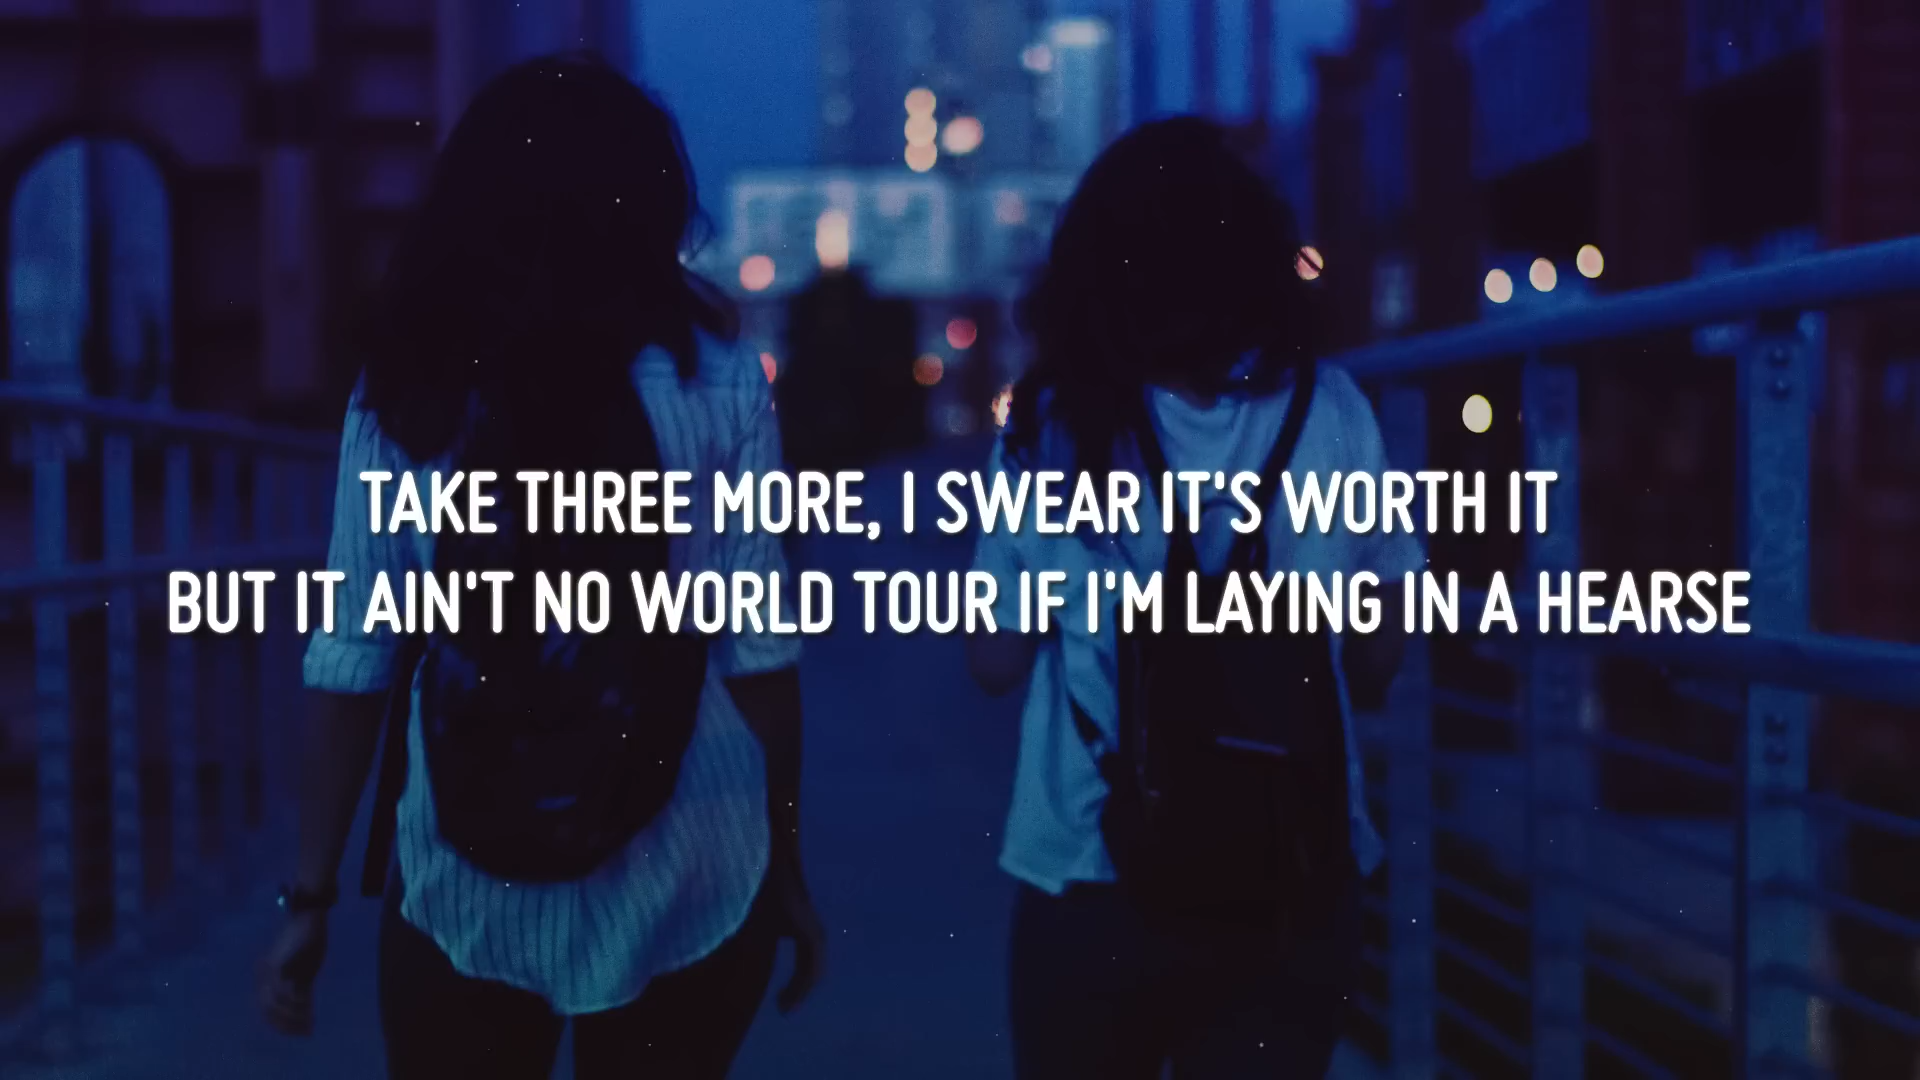 TAKE THREE MORE, I SWEAR IT'S WORTH IT
BUT IT AIN'T NO WORLD TOUR IF I'M LAYING IN A HEARSE